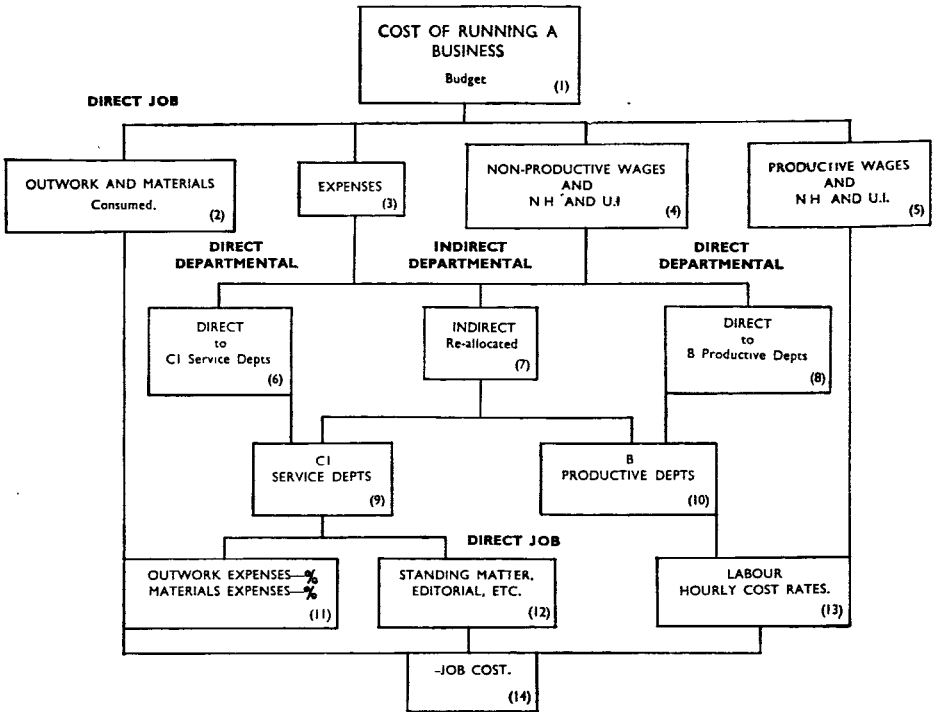 COST OF RUNNING A
BUSINESS
Budget
(1)
DIRECT JOB
OUTWORK AND MATERIALS
Consumed.
(2)
EXPENSES
(3)
NON-PRODUCTIVE WAGES
AND
N H AND U.I
(4)
PRODUCTIVE WAGES
AND
N H AND U.I.
(5)
DIRECT
DEPARTMENTAL
INDIRECT
DEPARTMENTAL
DIRECT
DEPARTMENTAL
DIRECT
to
CI Service Depts
(6)
INDIRECT
Re-allocated
(7)
DIRECT
to
B Productive Depts
(8)
CI
SERVICE DEPTS
(9)
B
PRODUCTIVE DEPTS
(10)
DIRECT JOB
OUTWORK EXPENSES—%
MATERIALS EXPENSES—%
(11)
STANDING MATTER,
EDITORIAL, ETC.
(12)
LABOUR
HOURLY COST RATES.
(13)
-JOB COST.
(14)